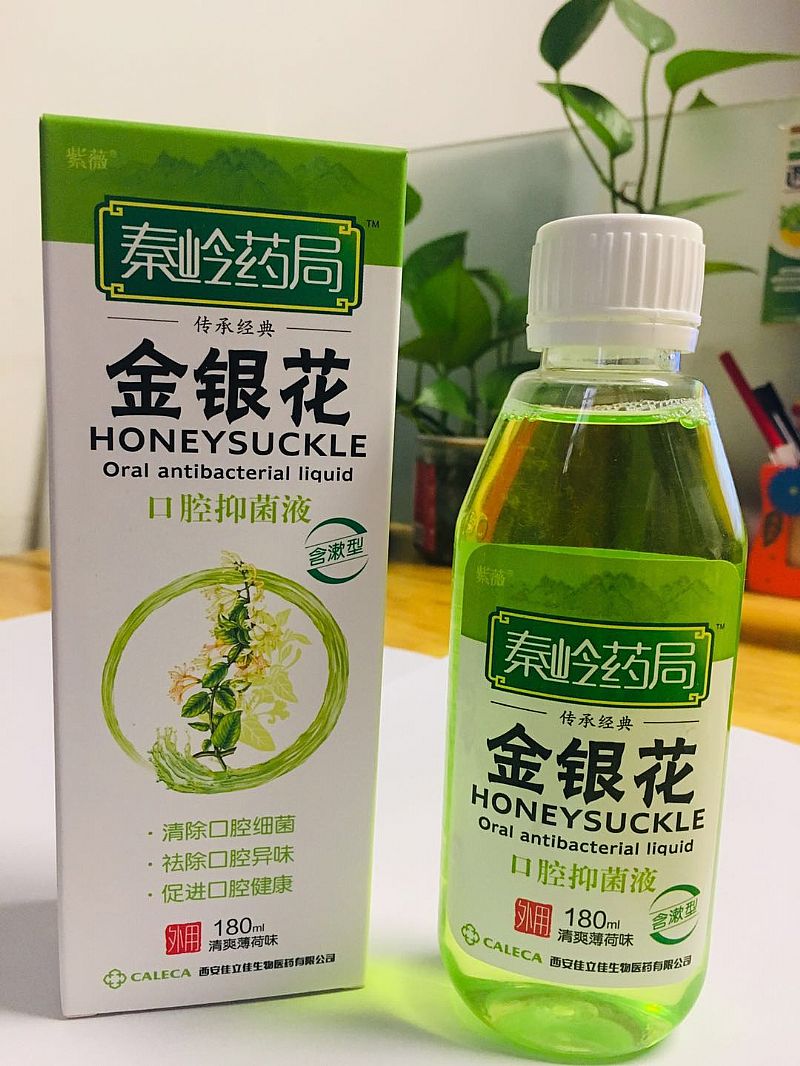 紫薇®
秦岭药局™
传承经典
金银花
HONEYSUCKLE
Oral antibacterial liquid
口腔抑菌液
含漱型
·清除口腔细菌
·祛除口腔异味
·促进口腔健康
外用
180ml
清爽薄荷味
CALECA 西安佳立佳生物医药有限公司
紫薇®
秦岭药局™
传承经典
金银花
HONEYSUCKLE
Oral antibacterial liquid
口腔抑菌液
含漱型
外用
180ml
清爽薄荷味
CALECA 西安佳立佳生物医药有限公司